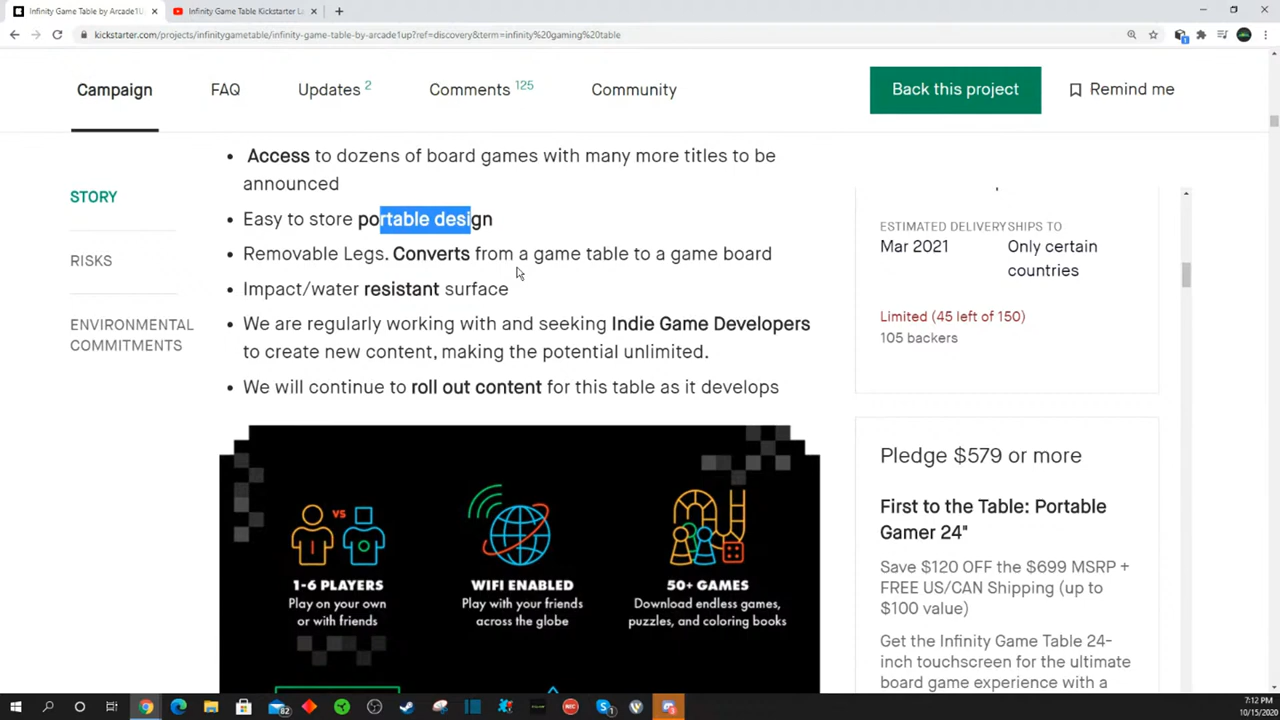 Infinity Game Table by Arcade1U
Infinity Game Table Kickstarter L
kickstarter.com/projects/infinitygametable/infinity-game-table-by-arcade1up?ref=discovery&term=infinity%20gaming%20table
Campaign
FAQ
Updates 2
Comments 125
Community
Back this project
Remind me
STORY
RISKS
ENVIRONMENTAL
COMMITMENTS
• Access to dozens of board games with many more titles to be
announced
• Easy to store portable design
• Removable Legs. Converts from a game table to a game board
• Impact/water resistant surface
• We are regularly working with and seeking Indie Game Developers
to create new content, making the potential unlimited.
• We will continue to roll out content for this table as it develops
VS
1-6 PLAYERS
Play on your own
or with friends
WIFI ENABLED
Play with your friends
across the globe
50+ GAMES
Download endless games,
puzzles, and coloring books
ESTIMATED DELIVERY SHIPS TO
Mar 2021 Only certain
countries
Limited (45 left of 150)
105 backers
Pledge $579 or more
First to the Table: Portable
Gamer 24"
Save $120 OFF the $699 MSRP +
FREE US/CAN Shipping (up to
$100 value)
Get the Infinity Game Table 24-
inch touchscreen for the ultimate
board game experience with a
7:12 PM
10/15/2020